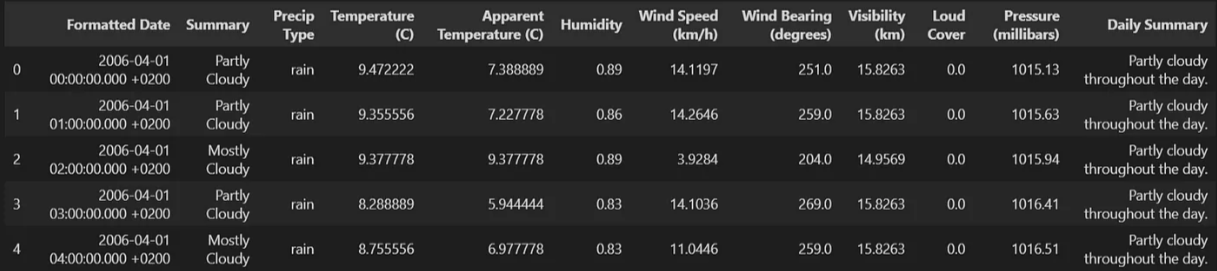 Formatted Date Summary Precip Type Temperature (C) Apparent Temperature (C) Humidity Wind Speed (km/h) Wind Bearing (degrees) Visibility (km) Loud Cover Pressure (millibars) Daily Summary
0 2006-04-01 00:00:00.000 +0200 Partly Cloudy rain 9.472222 7.388889 0.89 14.1197 251.0 15.8263 0.0 1015.13 Partly cloudy throughout the day.
1 2006-04-01 01:00:00.000 +0200 Partly Cloudy rain 9.355556 7.227778 0.86 14.2646 259.0 15.8263 0.0 1015.63 Partly cloudy throughout the day.
2 2006-04-01 02:00:00.000 +0200 Mostly Cloudy rain 9.377778 9.377778 0.89 3.9284 204.0 14.9569 0.0 1015.94 Partly cloudy throughout the day.
3 2006-04-01 03:00:00.000 +0200 Partly Cloudy rain 8.288889 5.944444 0.83 14.1036 269.0 15.8263 0.0 1016.41 Partly cloudy throughout the day.
4 2006-04-01 04:00:00.000 +0200 Mostly Cloudy rain 8.755556 6.977778 0.83 11.0446 259.0 15.8263 0.0 1016.51 Partly cloudy throughout the day.